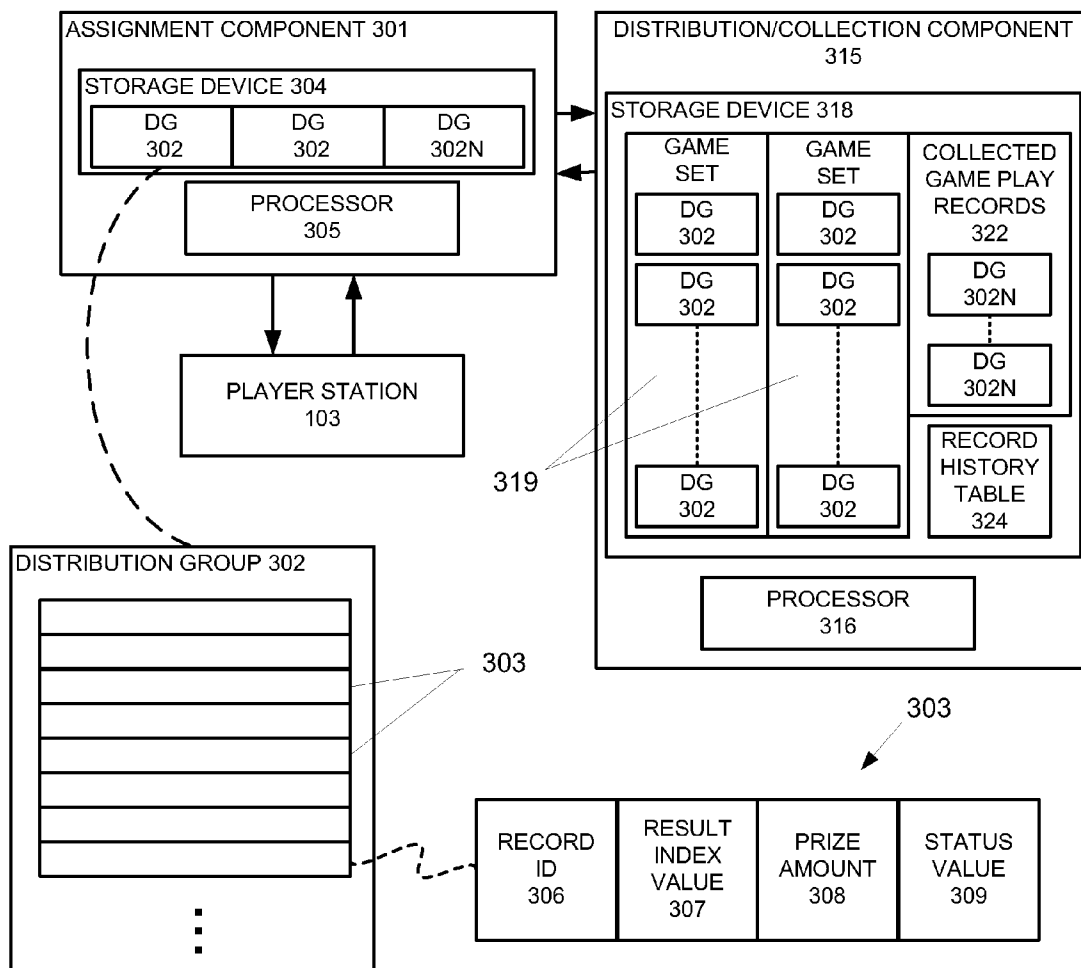 ASSIGNMENT COMPONENT 301
STORAGE DEVICE 304
DG
302
DG
302
DG
302N
PROCESSOR
305
PLAYER STATION
103
DISTRIBUTION/COLLECTION COMPONENT
315
STORAGE DEVICE 318
GAME
SET
DG
302
DG
302
DG
302
GAME
SET
DG
302
DG
302
DG
302
COLLECTED
GAME PLAY
RECORDS
322
DG
302N
DG
302N
RECORD
HISTORY
TABLE
324
319
PROCESSOR
316
DISTRIBUTION GROUP 302
303
303
RECORD
ID
306
RESULT
INDEX
VALUE
307
PRIZE
AMOUNT
308
STATUS
VALUE
309